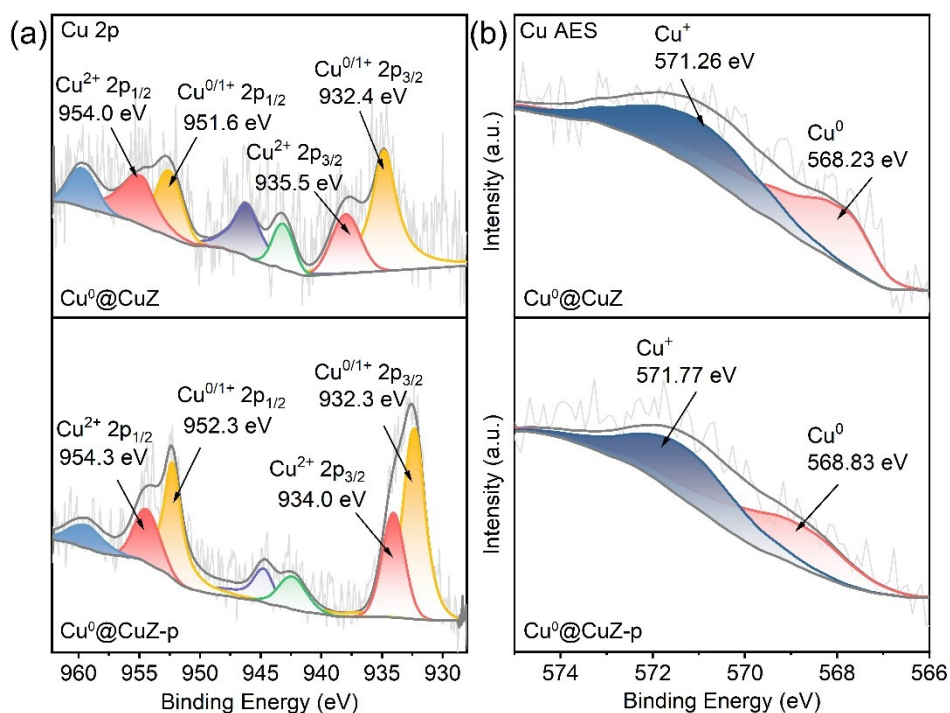 (a)
Cu 2p
Cu²⁺ 2p₁/₂
954.0 eV
Cu⁰/¹⁺ 2p₁/₂
951.6 eV
Cu⁰/¹⁺ 2p₃/₂
932.4 eV
Cu²⁺ 2p₃/₂
935.5 eV
Cu⁰@CuZ
Cu²⁺ 2p₁/₂
954.3 eV
Cu⁰/¹⁺ 2p₁/₂
952.3 eV
Cu⁰/¹⁺ 2p₃/₂
932.3 eV
Cu²⁺ 2p₃/₂
934.0 eV
Cu⁰@CuZ-p
960 955 950 945 940 935 930
Binding Energy (eV)
(b)
Cu AES
Cu⁺
571.26 eV
Cu⁰
568.23 eV
Cu⁰@CuZ
Intensity (a.u.)
Cu⁺
571.77 eV
Cu⁰
568.83 eV
Cu⁰@CuZ-p
Intensity (a.u.)
574 572 570 568 566
Binding Energy (eV)